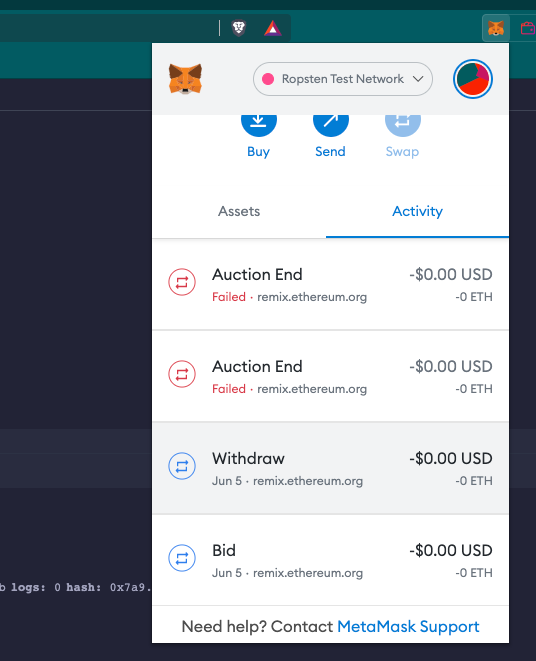 Ropsten Test Network
Buy Send Swap
Assets Activity
Auction End -$0.00 USD
Failed · remix.ethereum.org -0 ETH
Auction End -$0.00 USD
Failed · remix.ethereum.org -0 ETH
Withdraw -$0.00 USD
Jun 5 · remix.ethereum.org -0 ETH
Bid -$0.00 USD
Jun 5 · remix.ethereum.org -0 ETH
b logs: 0 hash: 0x7a9.
Need help? Contact MetaMask Support